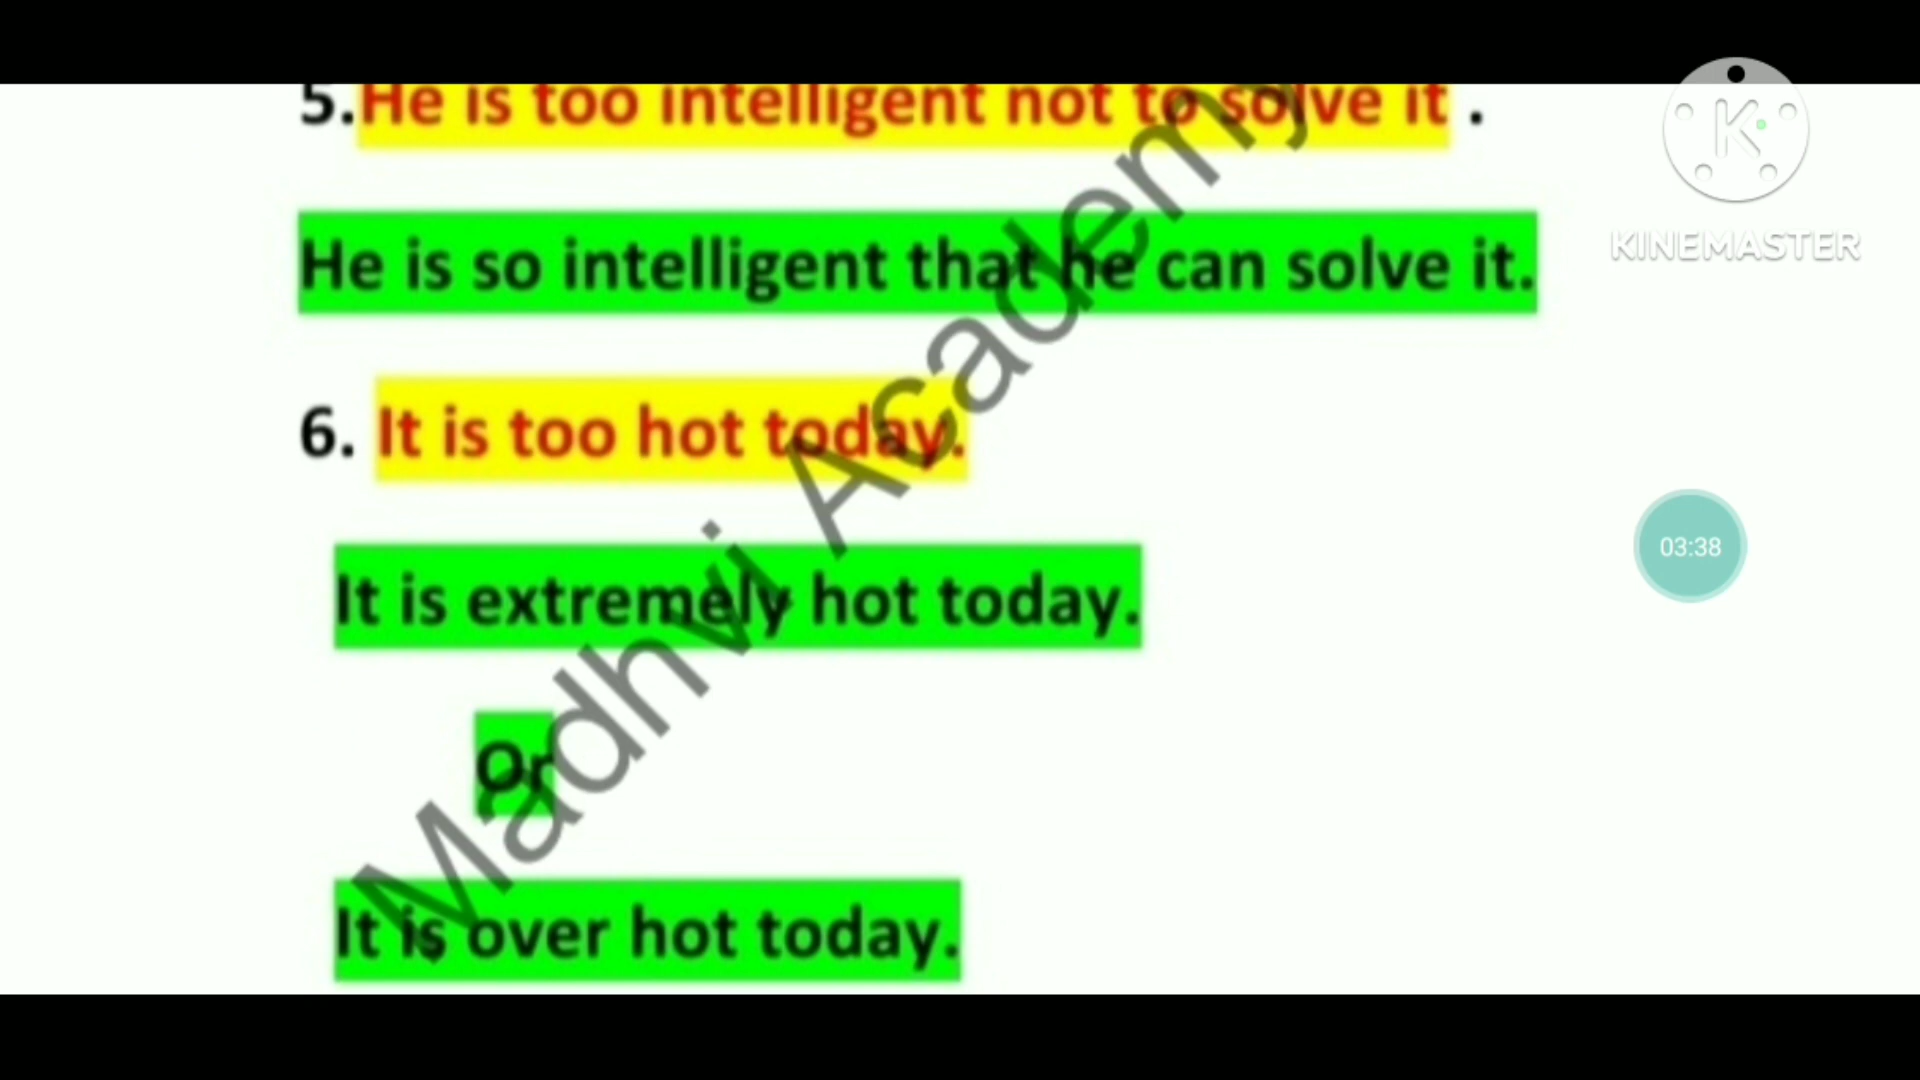 5.He is too intelligent not to solve it .
He is so intelligent that he can solve it.
6. It is too hot today.
It is extremely hot today.
Or
It is over hot today.
Madhvi Academy
K
KINEMASTER
03:38